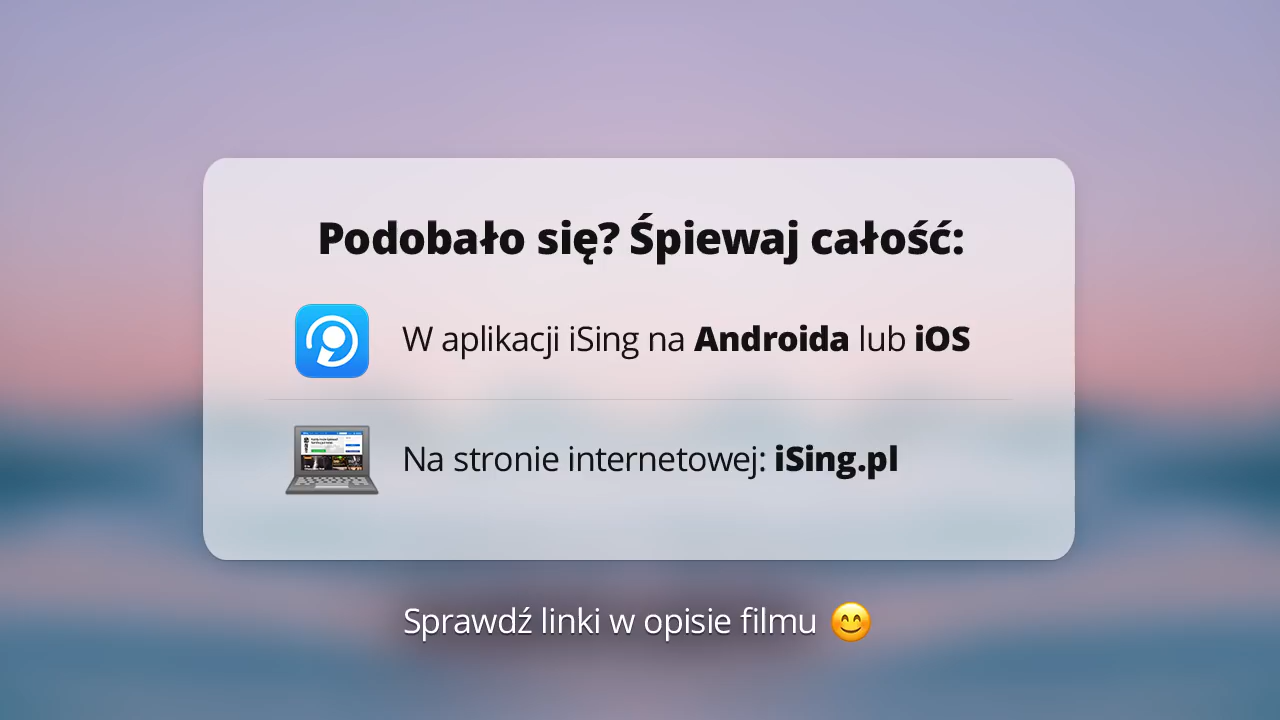 Podobało się? Śpiewaj całość:
W aplikacji iSing na Androida lub iOS
Na stronie internetowej: iSing.pl
Sprawdź linki w opisie filmu 😊